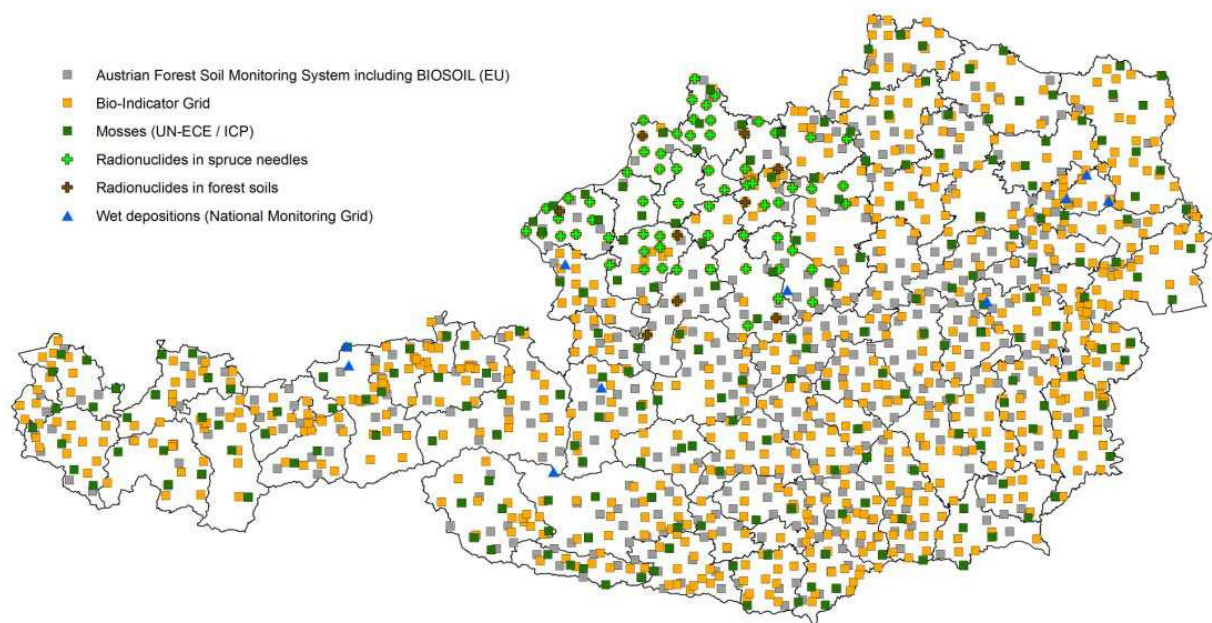 Austrian Forest Soil Monitoring System including BIOSOIL (EU)
Bio-Indicator Grid
Mosses (UN-ECE / ICP)
Radionuclides in spruce needles
Radionuclides in forest soils
Wet depositions (National Monitoring Grid)